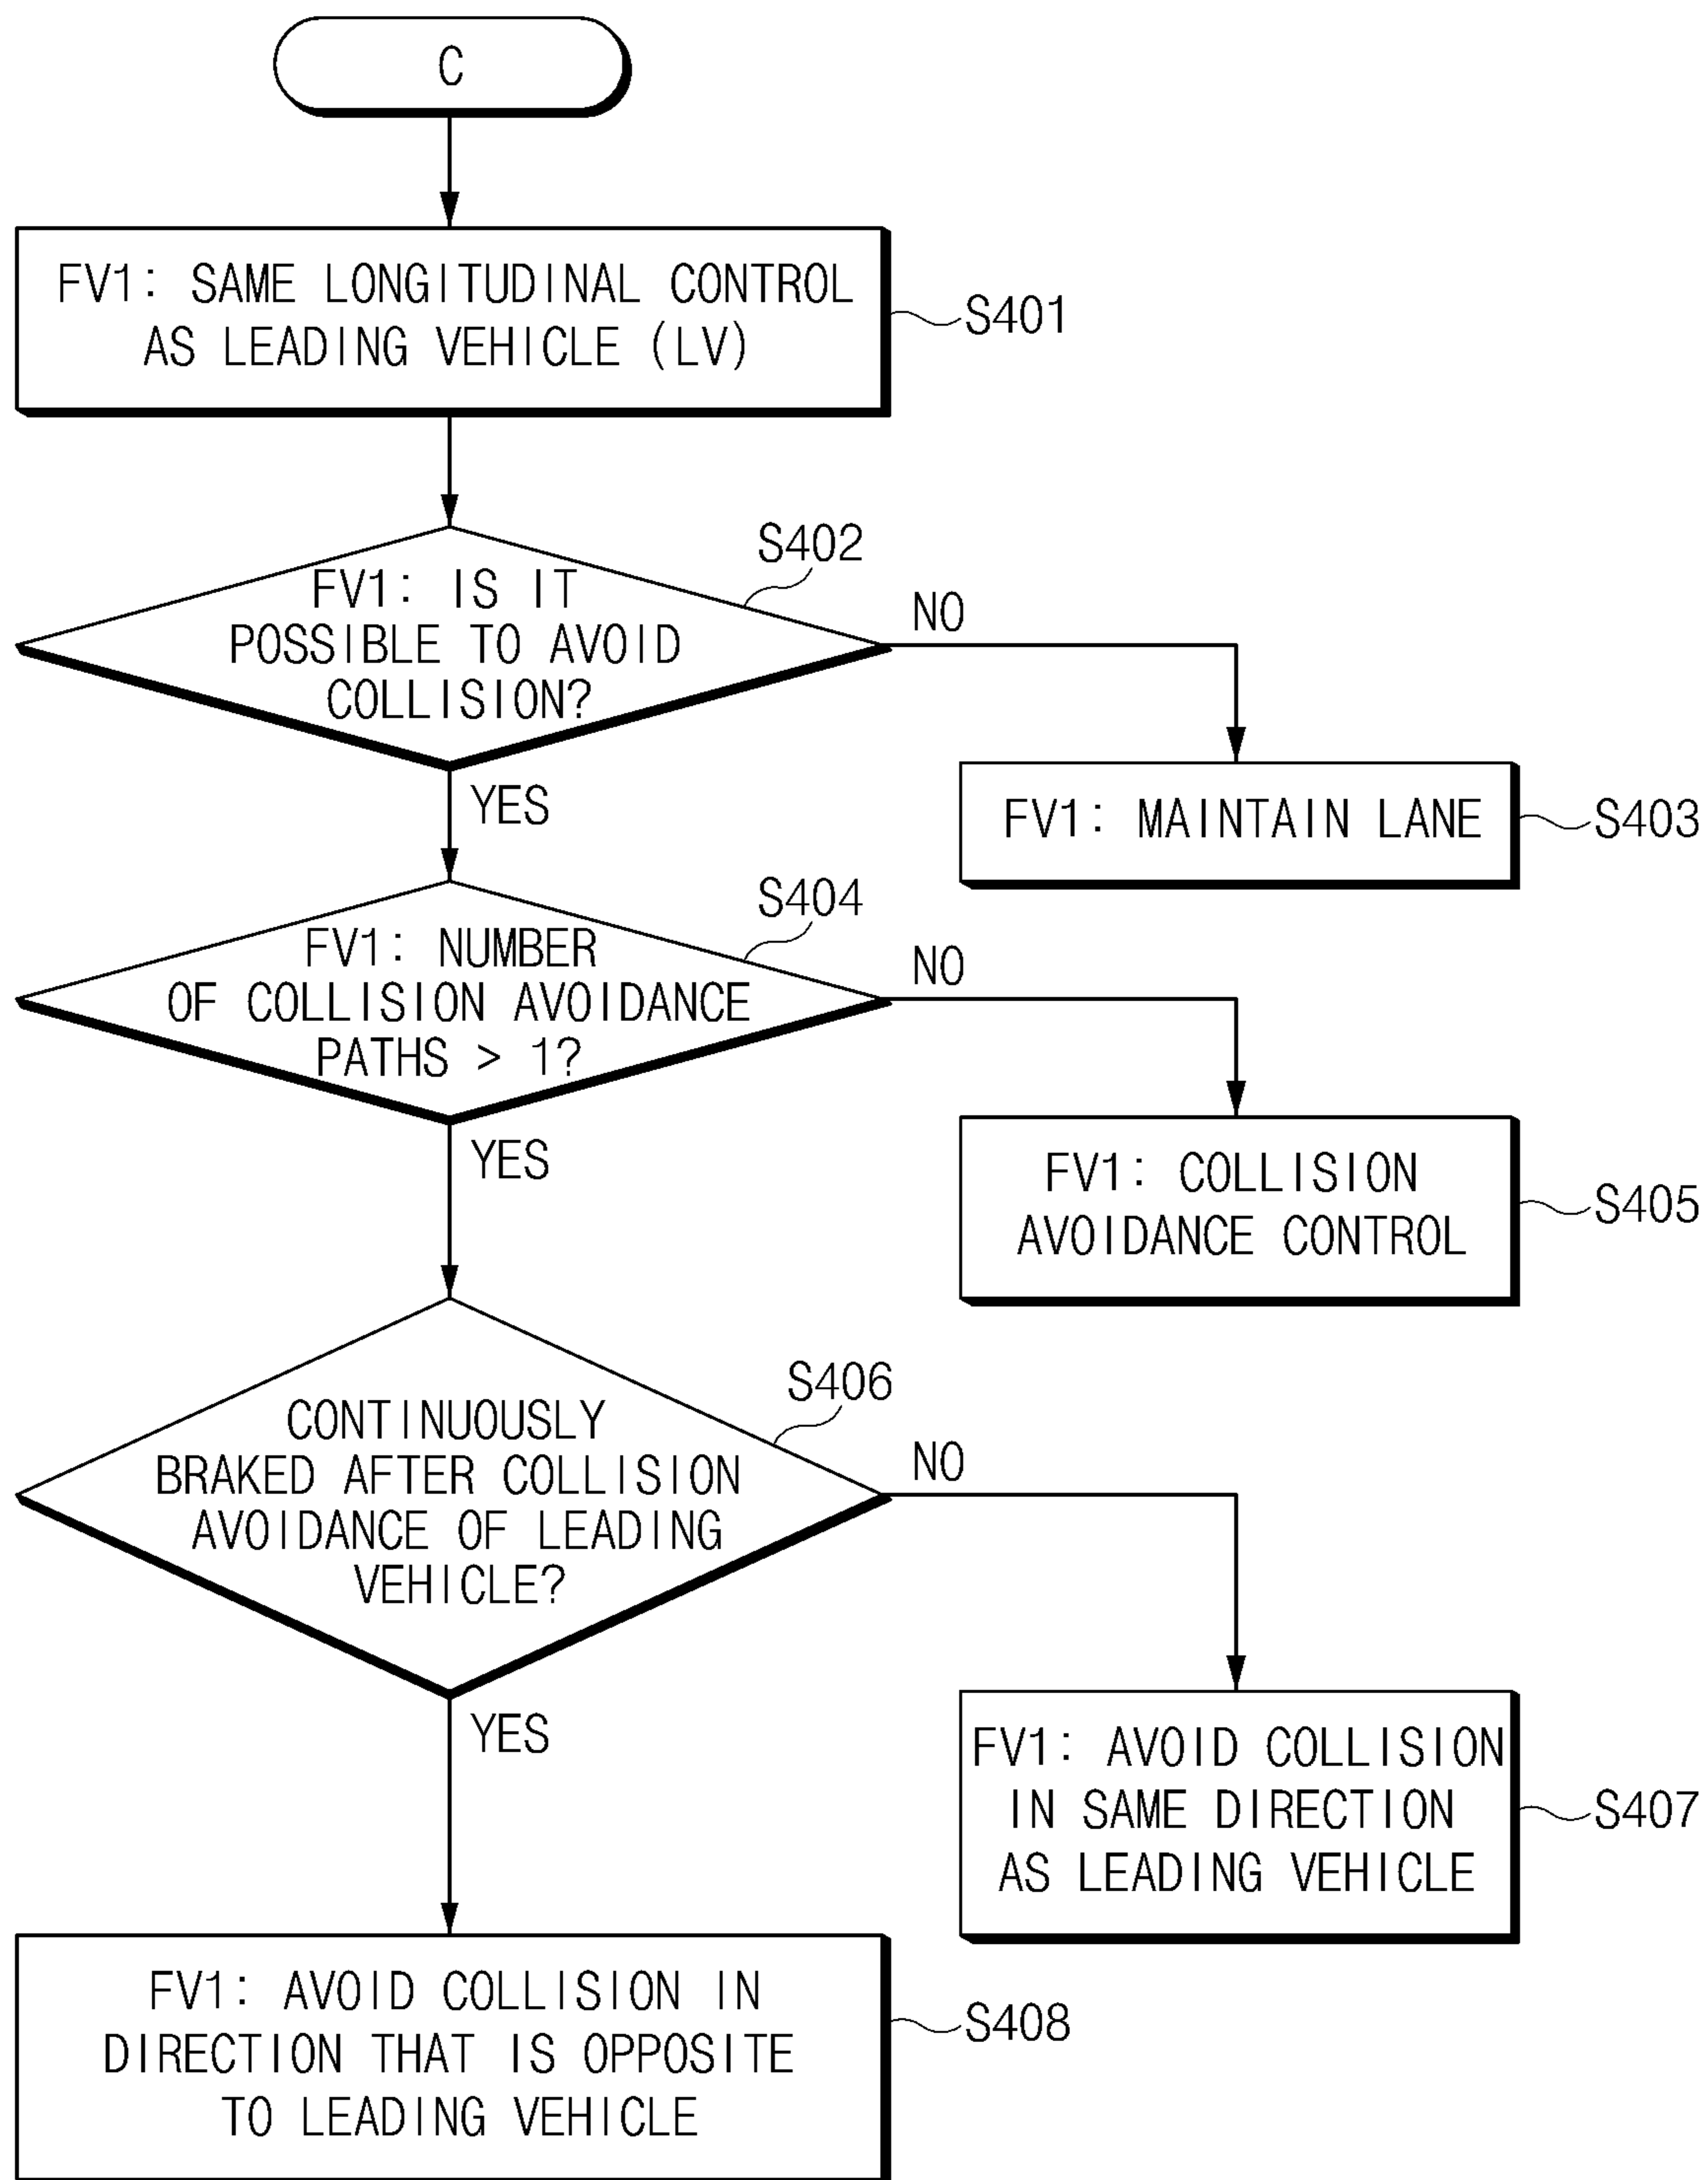 C
FV1: SAME LONGITUDINAL CONTROL
AS LEADING VEHICLE (LV)
S401
S402
FV1: IS IT
POSSIBLE TO AVOID
COLLISION?
NO
YES
FV1: MAINTAIN LANE
S403
S404
FV1: NUMBER
OF COLLISION AVOIDANCE
PATHS > 1?
NO
YES
FV1: COLLISION
AVOIDANCE CONTROL
S405
S406
CONTINUOUSLY
BRAKED AFTER COLLISION
AVOIDANCE OF LEADING
VEHICLE?
NO
YES
FV1: AVOID COLLISION
IN SAME DIRECTION
AS LEADING VEHICLE
S407
FV1: AVOID COLLISION IN
DIRECTION THAT IS OPPOSITE
TO LEADING VEHICLE
S408